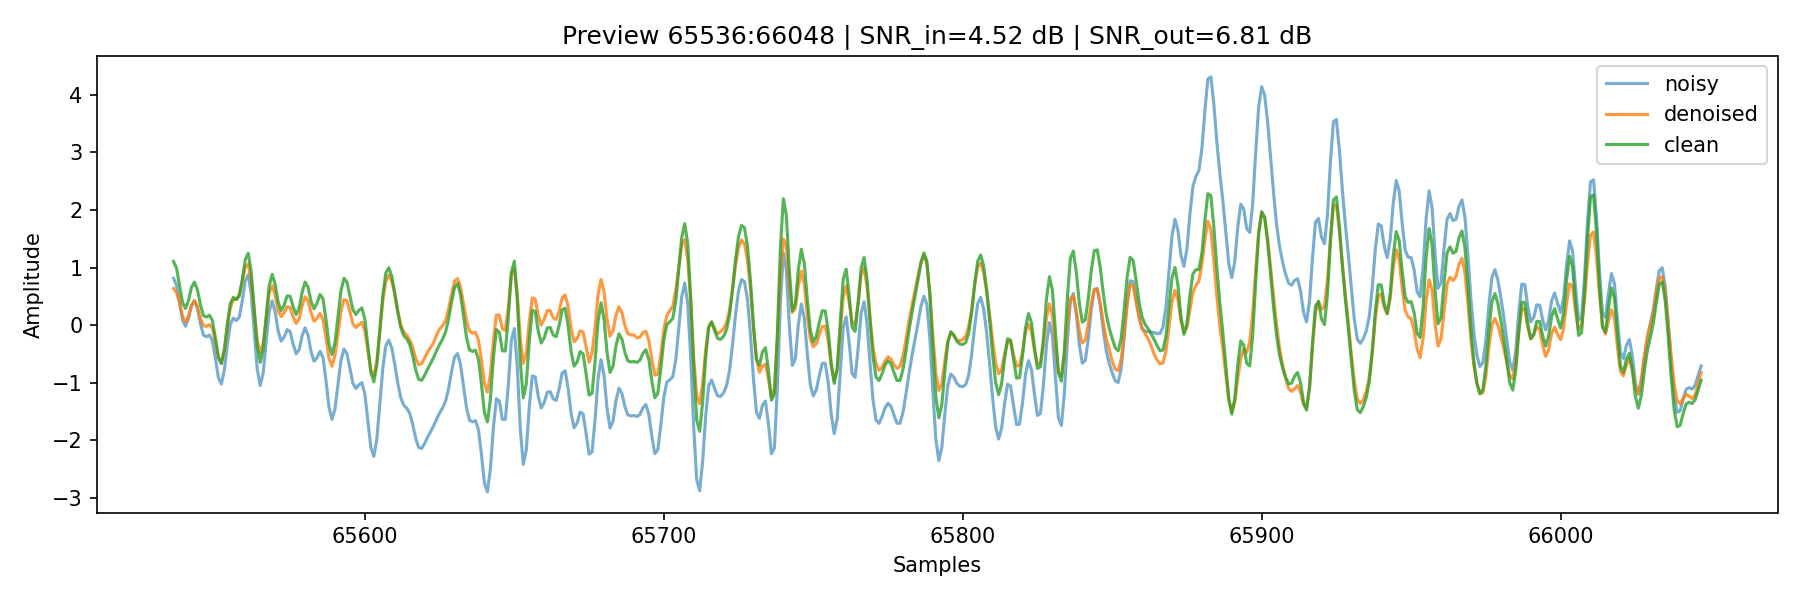 Preview 65536:66048 | SNR_in=4.52 dB | SNR_out=6.81 dB
noisy
denoised
clean
Amplitude
4
3
2
1
0
−1
−2
−3
65600 65700 65800 65900 66000
Samples